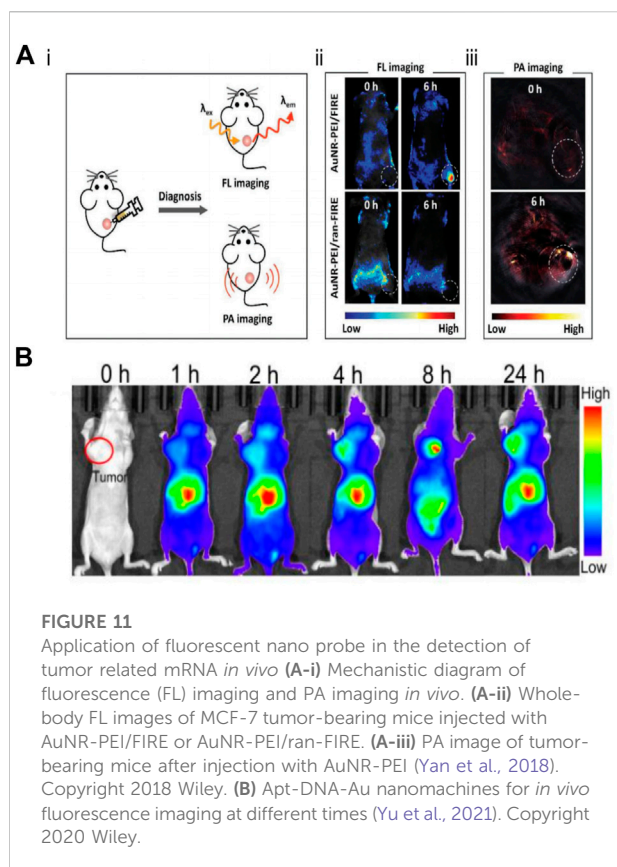 A
i
ii
iii
FL imaging
PA imaging
λex
λem
0 h
6 h
0 h
FL imaging
AuNR-PEI/FIRE
Diagnosis
0 h
6 h
6 h
AuNR-PEI/ran-FIRE
PA imaging
Low
High
Low
High
B
0 h
1 h
2 h
4 h
8 h
24 h
High
Tumor
Low
FIGURE 11
Application of fluorescent nano probe in the detection of
tumor related mRNA in vivo (A-i) Mechanistic diagram of
fluorescence (FL) imaging and PA imaging in vivo. (A-ii) Whole-
body FL images of MCF-7 tumor-bearing mice injected with
AuNR-PEI/FIRE or AuNR-PEI/ran-FIRE. (A-iii) PA image of tumor-
bearing mice after injection with AuNR-PEI (Yan et al., 2018).
Copyright 2018 Wiley. (B) Apt-DNA-Au nanomachines for in vivo
fluorescence imaging at different times (Yu et al., 2021). Copyright
2020 Wiley.